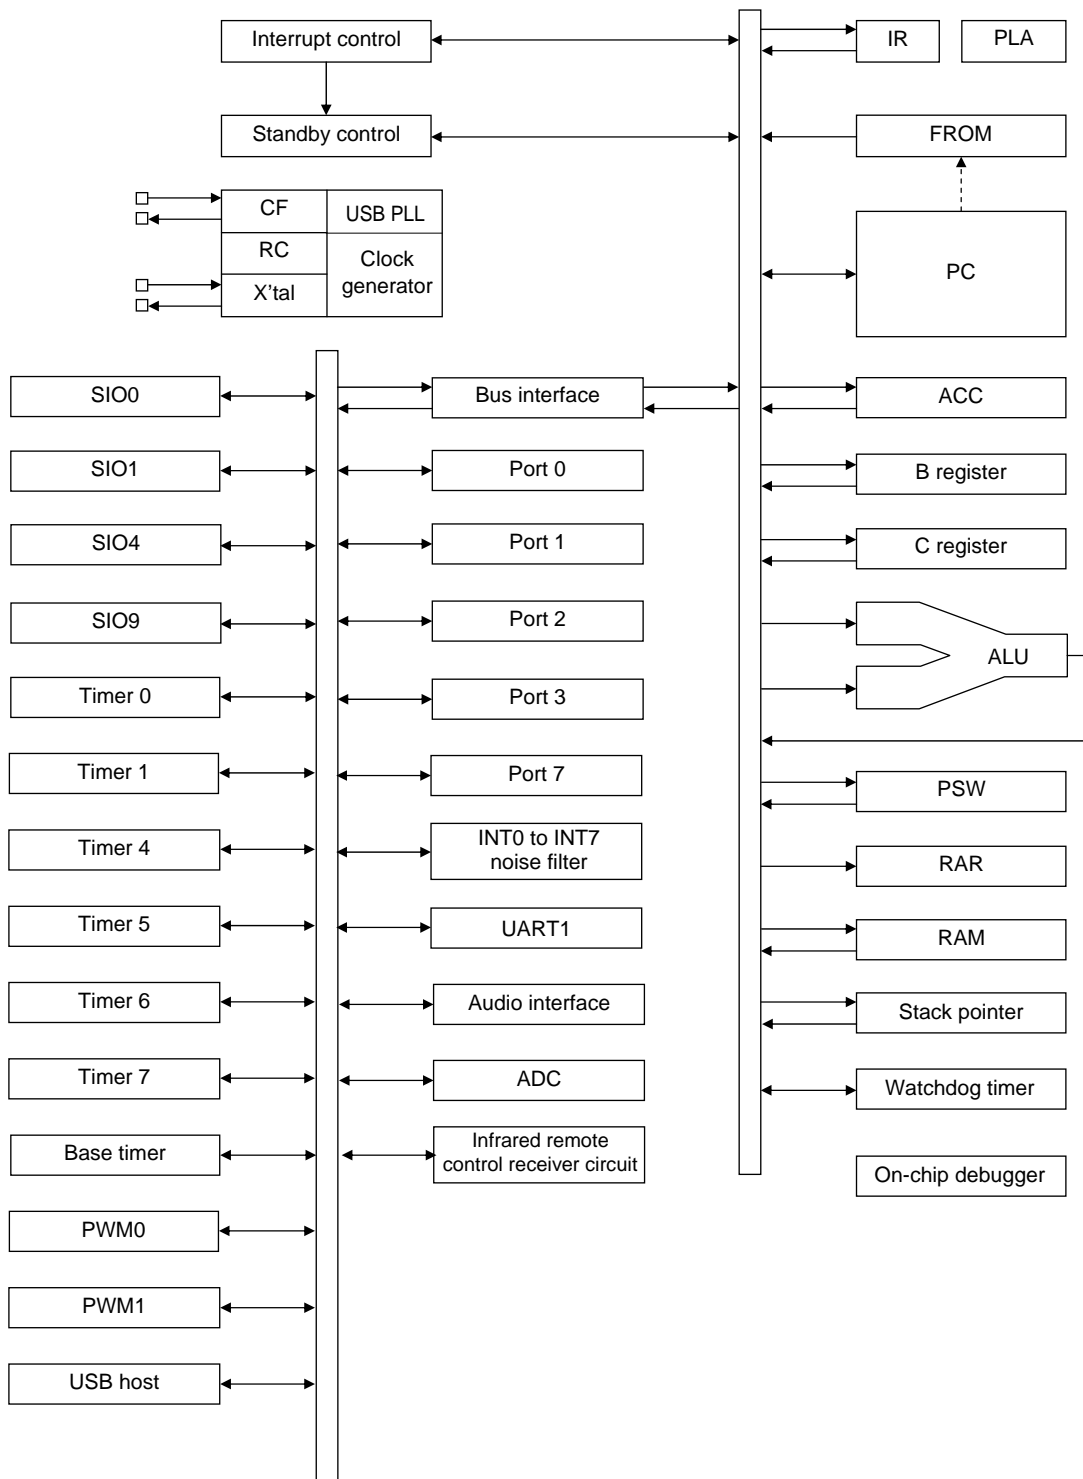 Interrupt control
IR
PLA
Standby control
FROM
CF
USB PLL
RC
Clock
generator
X'tal
PC
SIO0
Bus interface
ACC
SIO1
Port 0
B register
SIO4
Port 1
C register
SIO9
Port 2
ALU
Timer 0
Port 3
Timer 1
Port 7
PSW
Timer 4
INT0 to INT7
noise filter
RAR
Timer 5
UART1
RAM
Timer 6
Audio interface
Stack pointer
Timer 7
ADC
Watchdog timer
Base timer
Infrared remote
control receiver circuit
On-chip debugger
PWM0
PWM1
USB host